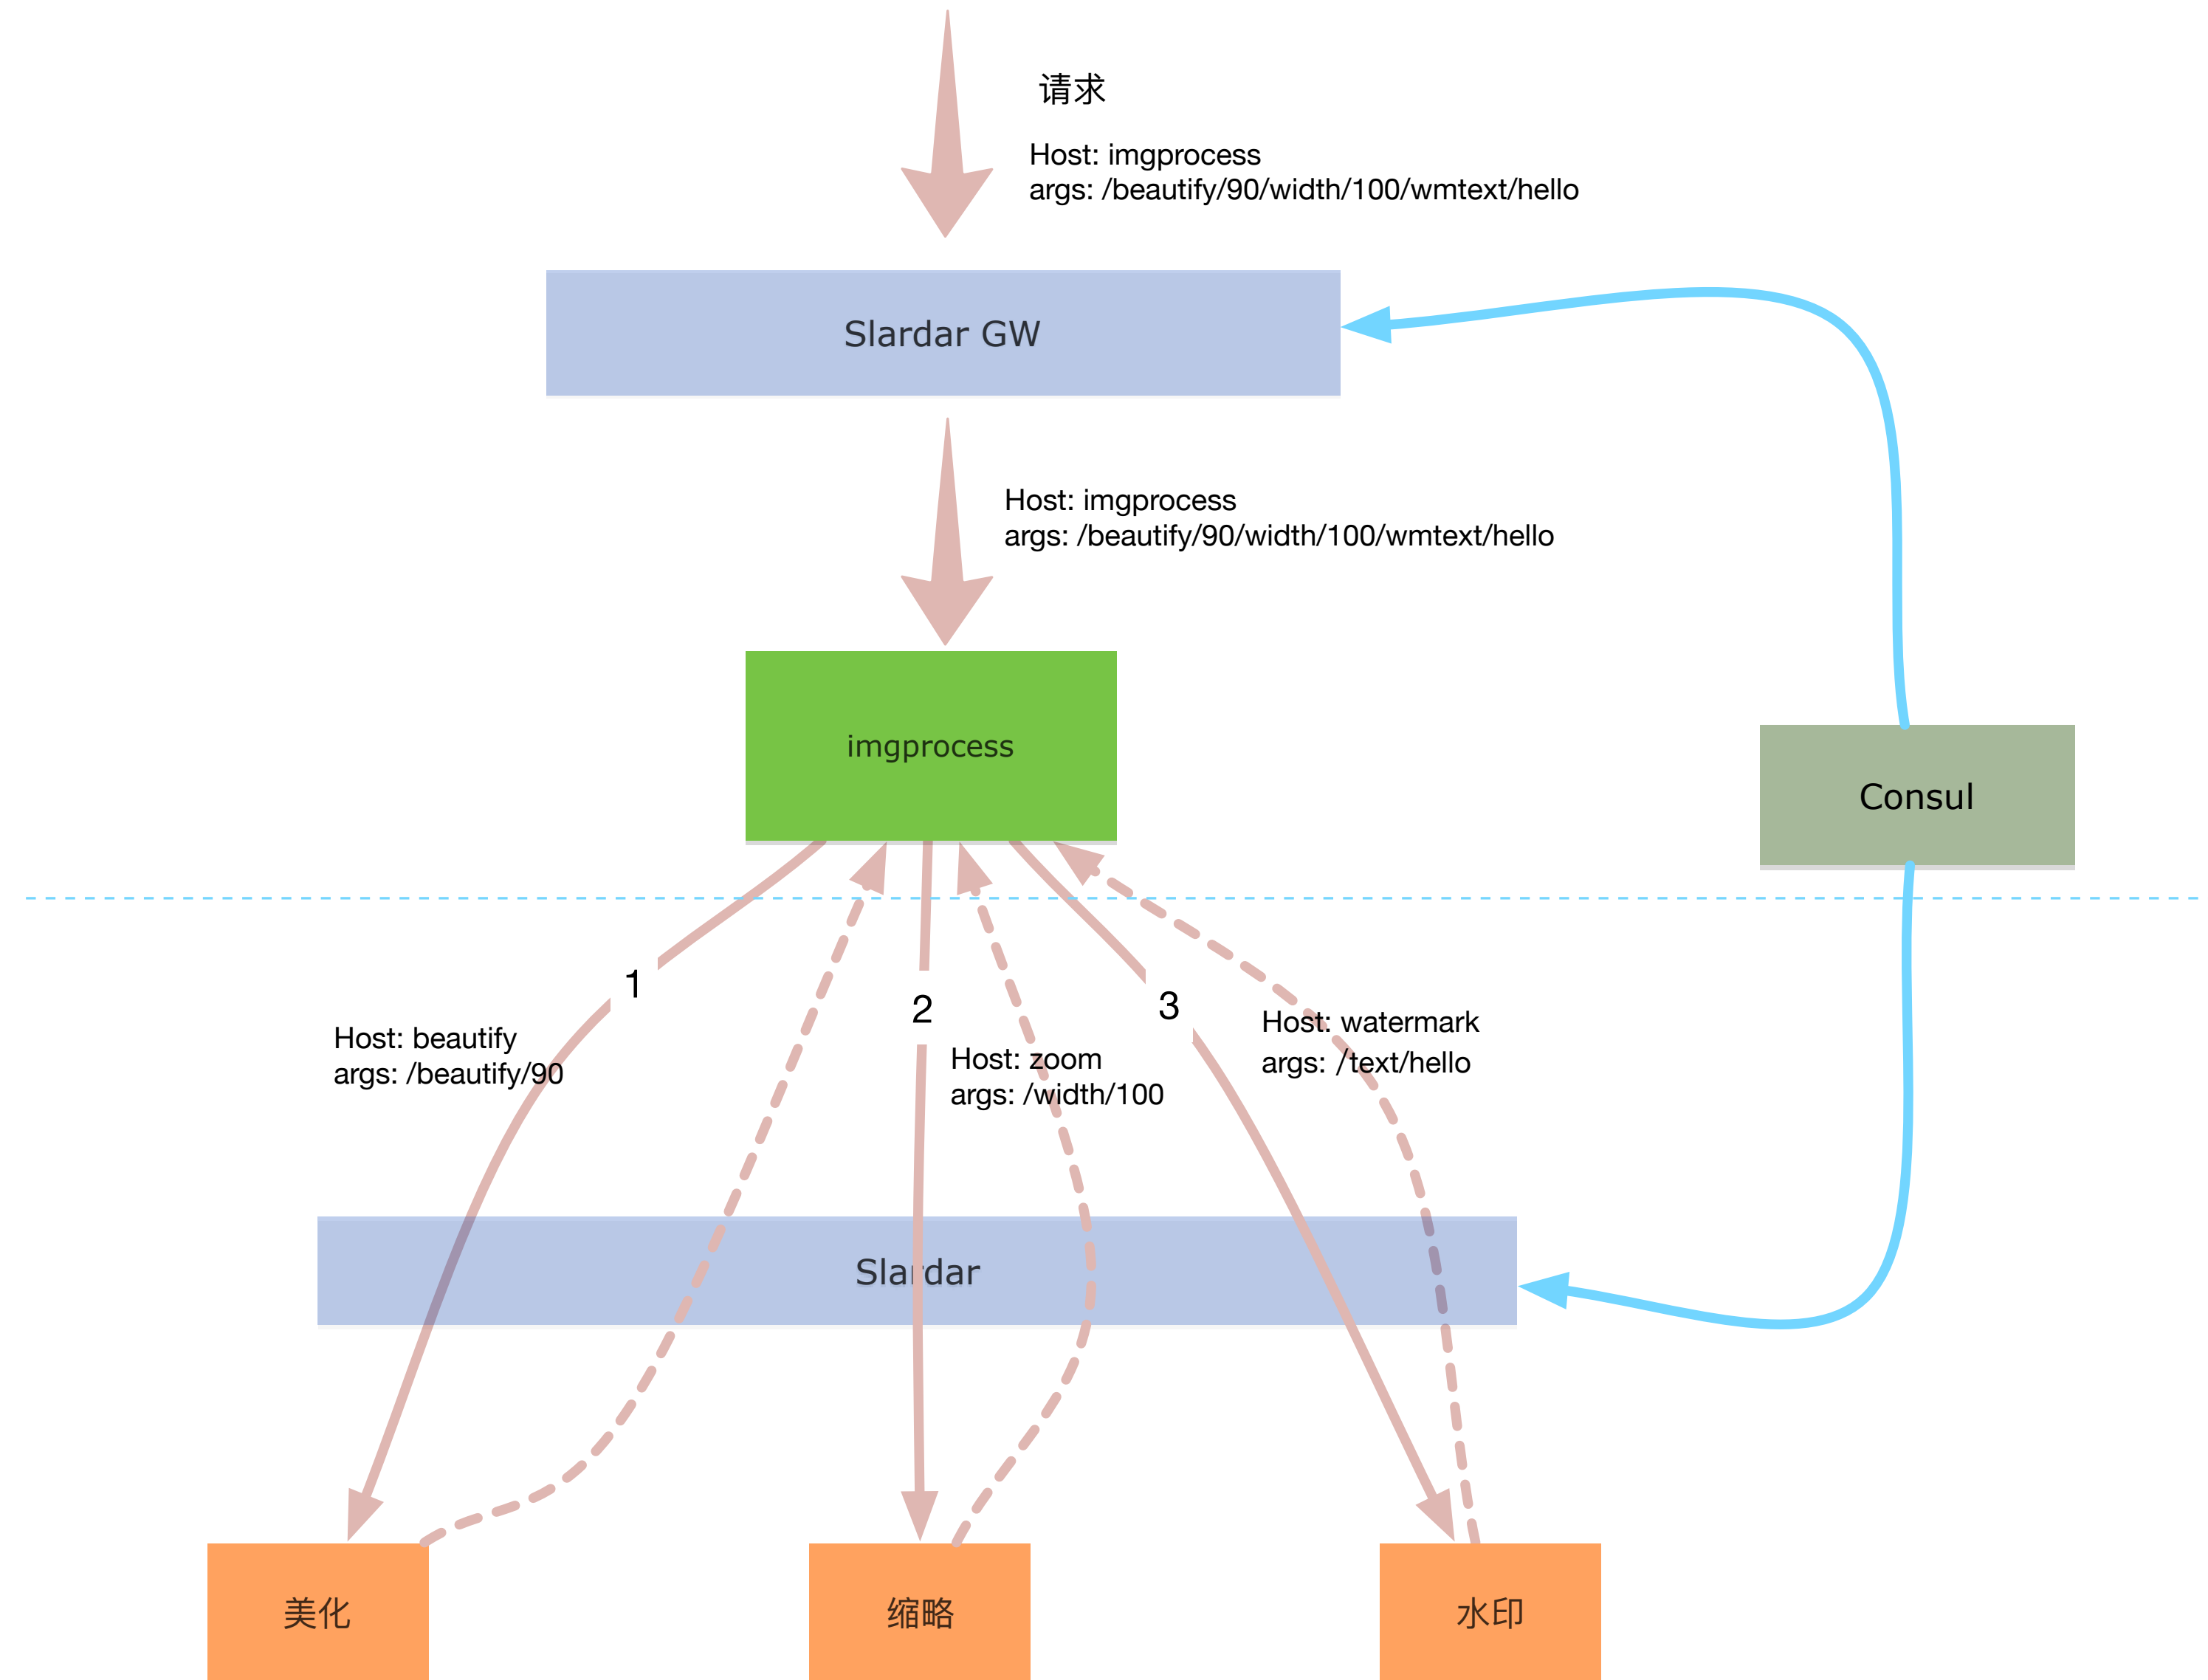 请求
Host: imgprocess
args: /beautify/90/width/100/wmtext/hello
Slardar GW
Host: imgprocess
args: /beautify/90/width/100/wmtext/hello
imgprocess
Consul
1
2
3
Host: beautify
args: /beautify/90
Host: zoom
args: /width/100
Host: watermark
args: /text/hello
Slardar
美化
缩略
水印